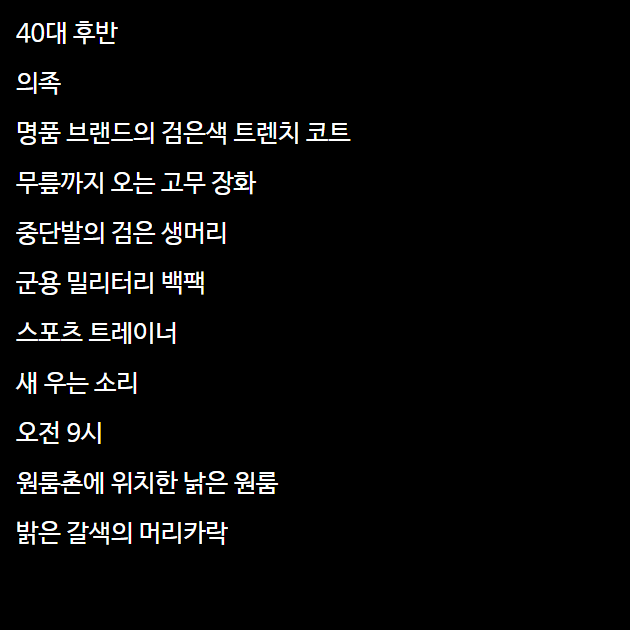 40대 후반
의족
명품 브랜드의 검은색 트렌치 코트
무릎까지 오는 고무 장화
중단발의 검은 생머리
군용 밀리터리 백팩
스포츠 트레이너
새 우는 소리
오전 9시
원룸촌에 위치한 낡은 원룸
밝은 갈색의 머리카락